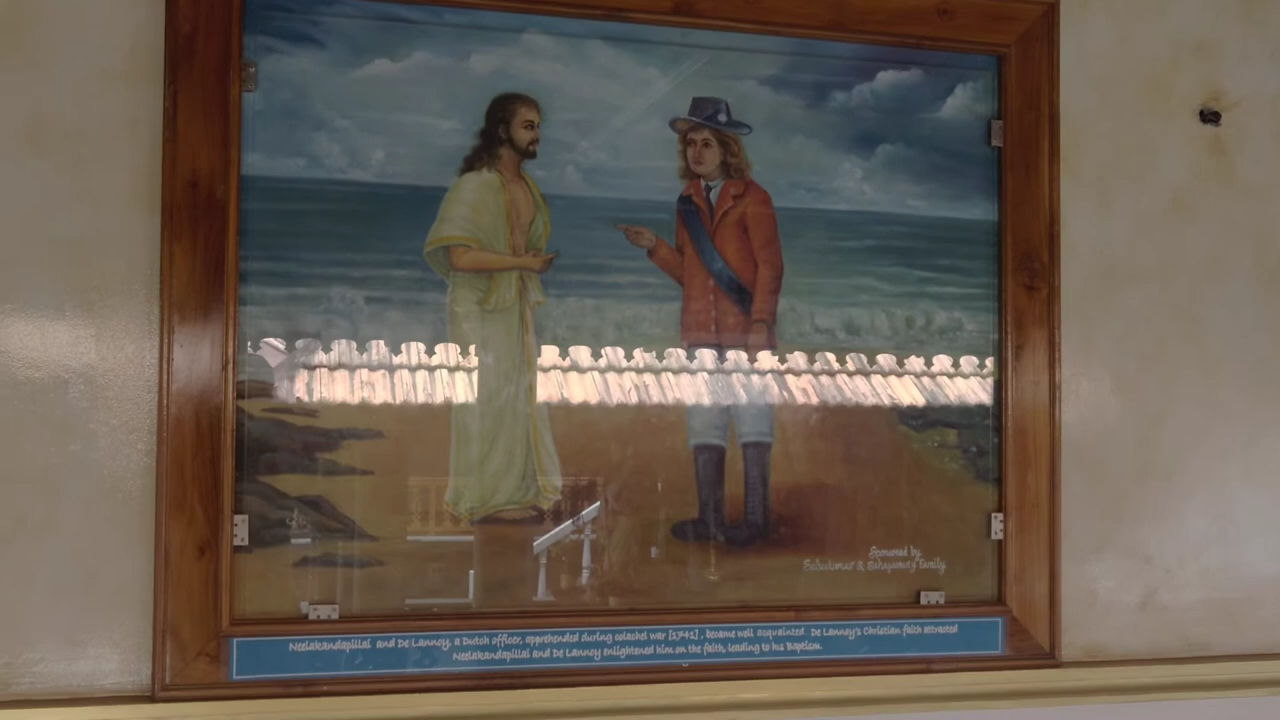 Sponsored by
& Sahayamary Family
Neelakandapillai and De Lannoy, a Dutch officer, apprehended during colachel war [1741] , became well acquainted. De Lannoy's Christian faith attracted
Neelakandapillai and De Lannoy enlightened him on the faith, leading to his Baptism.